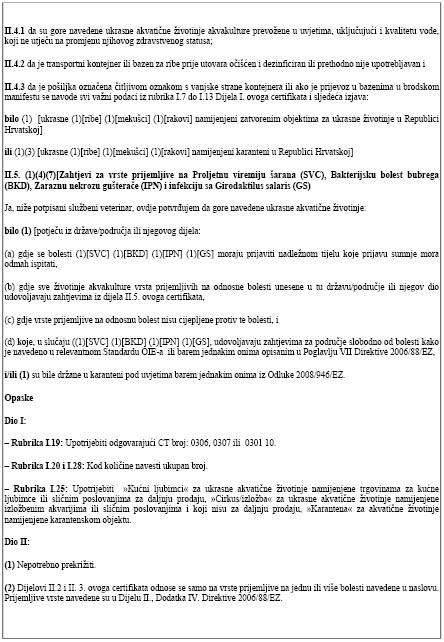 II.4.1 da su gore navedene ukrasne akvatične životinje akvakulture prevožene u uvjetima, uključujući i kvalitetu vode,
koji ne utječu na promjenu njihovog zdravstvenog statusa;
II.4.2 da je transportni kontejner ili bazen za ribe prije utovara očišćen i dezinficiran ili prethodno nije upotrebljavan i
II.4.3 da je pošiljka označena čitljivom oznakom s vanjske strane kontejnera ili ako je prijevoz u bazenima u brodskom
manifestu se navode svi važni podaci iz rubrika I.7 do I.13 Dijela I. ovoga certifikata i sljedeća izjava:
bilo (1) [ukrasne (1)[ribe] (1)[mekušci] (1)[rakovi] namijenjeni zatvorenim objektima za ukrasne životinje u Republici
Hrvatskoj]
ili (1)(3) [ukrasne (1)[ribe] (1)[mekušci] (1)[rakovi] namijenjeni karanteni u Republici Hrvatskoj]
II.5. (1)(4)(7)[Zahtjevi za vrste prijemljive na Proljetnu viremiju šarana (SVC), Bakterijsku bolest bubrega
(BKD), Zaraznu nekrozu gušterače (IPN) i infekciju sa Girodaktilus salaris (GS)
Ja, niže potpisani službeni veterinar, ovdje potvrđujem da gore navedene ukrasne akvatične životinje:
bilo (1) [potječu iz države/područja ili njegovog dijela:
(a) gdje se bolesti (1)[SVC] (1)[BKD] (1)[IPN] (1)[GS] moraju prijaviti nadležnom tijelu koje prijavu sumnje mora
odmah ispitati,
(b) gdje sve životinje akvakulture vrsta prijemljivih na odnosne bolesti unesene u tu državu/područje ili njegov dio
udovoljavaju zahtjevima iz dijela II.5. ovoga certifikata,
(c) gdje vrste prijemljive na odnosnu bolest nisu cijepljene protiv te bolesti, i
(d) koje, u slučaju ((1)[SVC] (1)[BKD] (1)[IPN] (1)[GS], udovoljavaju zahtjevima za područje slobodno od bolesti kako
je navedeno u relevantnom Standardu OIE-a ili barem jednakim onima opisanim u Poglavlju VII Direktive 2006/88/EZ,
i/ili (1) su bile držane u karanteni pod uvjetima barem jednakim onima iz Odluke 2008/946/EZ.
Opaske
Dio I:
– Rubrika I.19: Upotrijebiti odgovarajući CT broj: 0306, 0307 ili 0301 10.
– Rubrika I.20 i I.28: Kod količine navesti ukupan broj.
– Rubrika I.25: Upotrijebiti »Kućni ljubimci« za ukrasne akvatične životinje namijenjene trgovinama za kućne
ljubimce ili sličnim poslovanjima za daljnju prodaju, »Cirkus/izložba« za ukrasne akvatične životinje namijenjene
izložbenim akvarijima ili sličnim poslovanjima i koji nisu za daljnju prodaju, »Karantena« za akvatične životinje
namijenjene karantenskom objektu.
Dio II:
(1) Nepotrebno prekrižiti.
(2) Dijelovi II.2 i II. 3. ovoga certifikata odnose se samo na vrste prijemljive na jednu ili više bolesti navedene u naslovu.
Prijemljive vrste navedene su u Dijelu II., Dodatka IV. Direktive 2006/88/EZ.